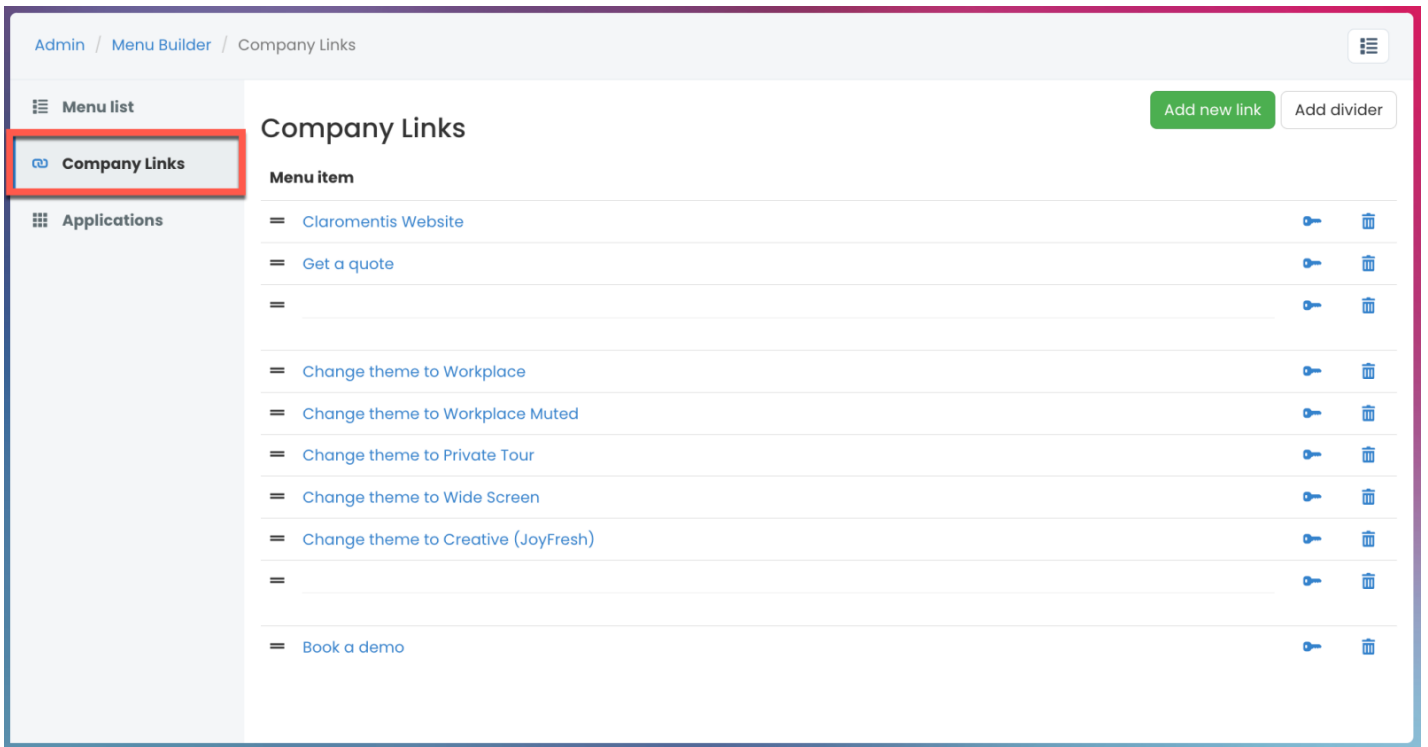 Admin / Menu Builder / Company Links
Menu list
Company Links
Applications
Company Links
Add new link
Add divider
Menu item
Claromentis Website
Get a quote
Change theme to Workplace
Change theme to Workplace Muted
Change theme to Private Tour
Change theme to Wide Screen
Change theme to Creative (JoyFresh)
Book a demo